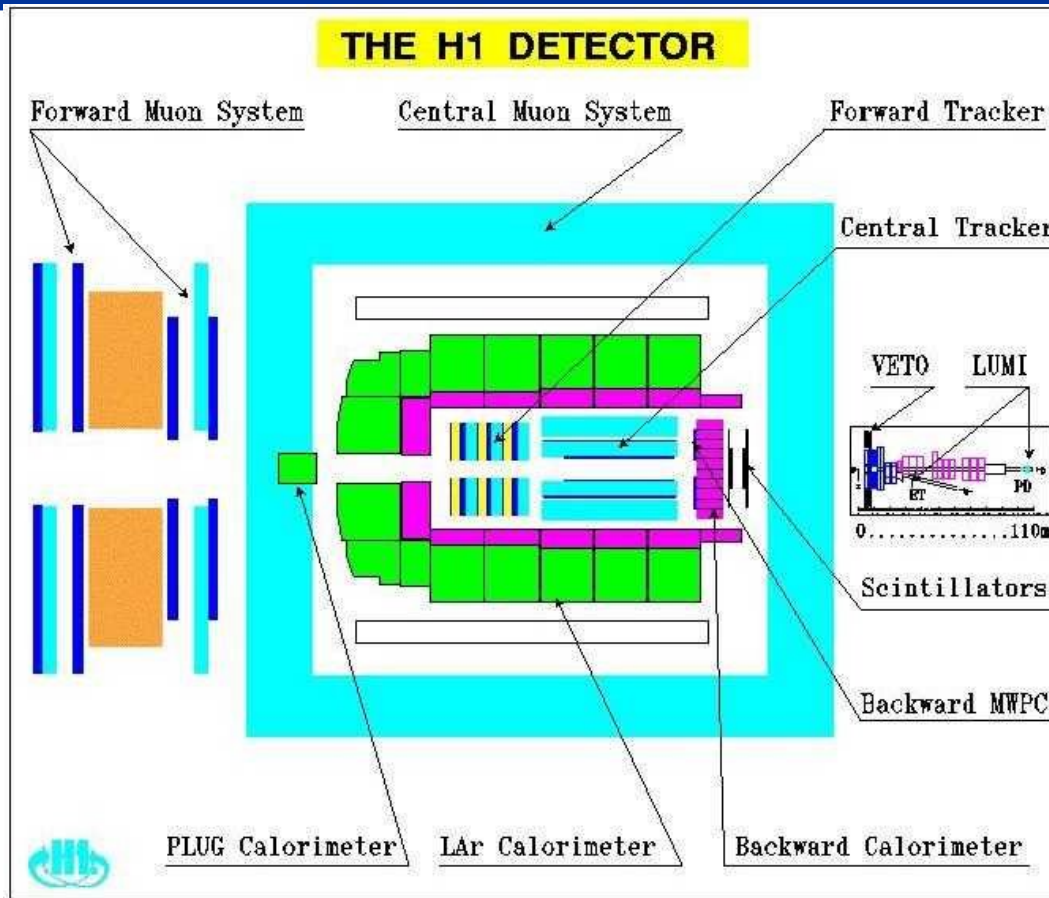 THE H1 DETECTOR
Forward Muon System
Central Muon System
Forward Tracker
Central Tracker
VETO
LUMI
ET
PD
0..............110m
Scintillators
Backward MWPC
PLUG Calorimeter
LAr Calorimeter
Backward Calorimeter
H1